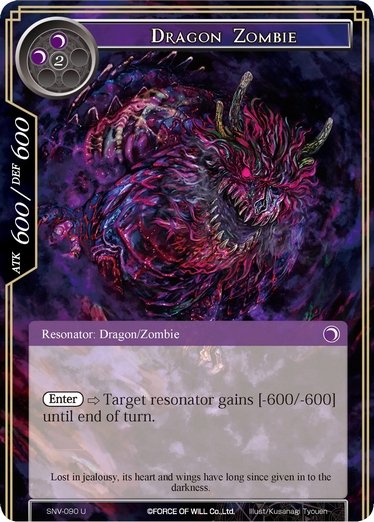 Dragon Zombie
2
ATK 600 / DEF 600
Resonator: Dragon/Zombie
Enter ⇨ Target resonator gains [-600/-600]
until end of turn.
Lost in jealousy, its heart and wings have long since given in to the
darkness.
SNV-090 U ©FORCE OF WILL Co.,Ltd. Illust/Kusanagi Tyouen